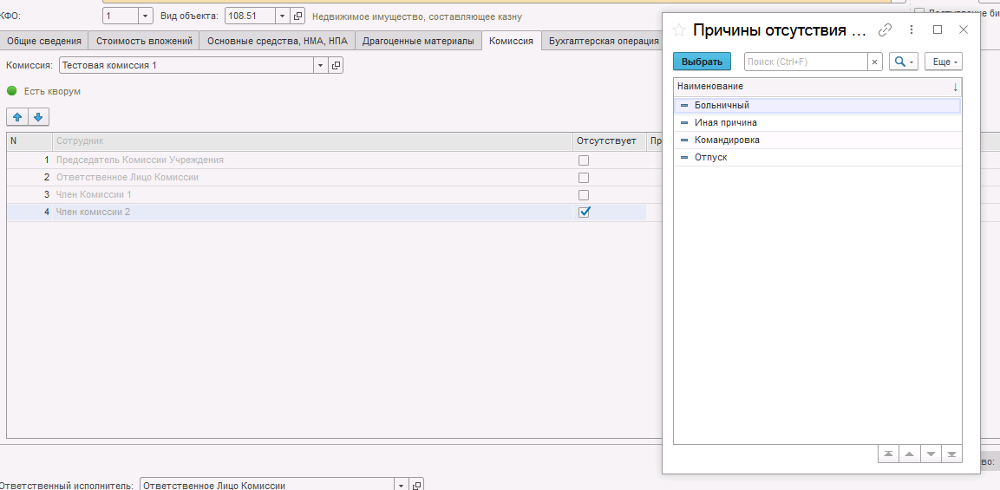 КФО: 1 Вид объекта: 108.51 Недвижимое имущество, составляющее казну
Общие сведения Стоимость вложений Основные средства, НМА, НПА Драгоценные материалы Комиссия Бухгалтерская операция
Комиссия: Тестовая комиссия 1
Есть кворум
N Сотрудник Отсутствует Пр
1 Председатель Комиссии Учреждения
2 Ответственное Лицо Комиссии
3 Член Комиссии 1
4 Член комиссии 2
Ответственный исполнитель: Ответственное Лицо Комиссии
Причины отсутствия ...
Выбрать Поиск (Ctrl+F) × Еще
Наименование ↓
Больничный
Иная причина
Командировка
Отпуск
во: